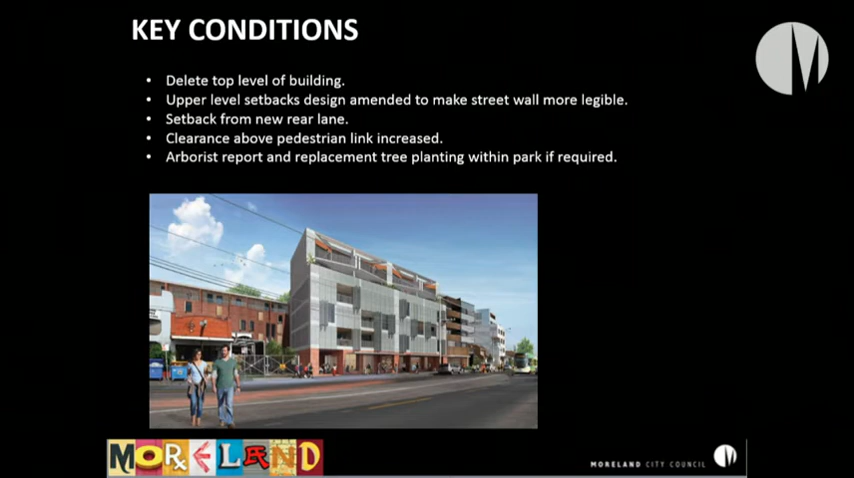 KEY CONDITIONS
• Delete top level of building.
• Upper level setbacks design amended to make street wall more legible.
• Setback from new rear lane.
• Clearance above pedestrian link increased.
• Arborist report and replacement tree planting within park if required.
MORELAND
MORELAND CITY COUNCIL